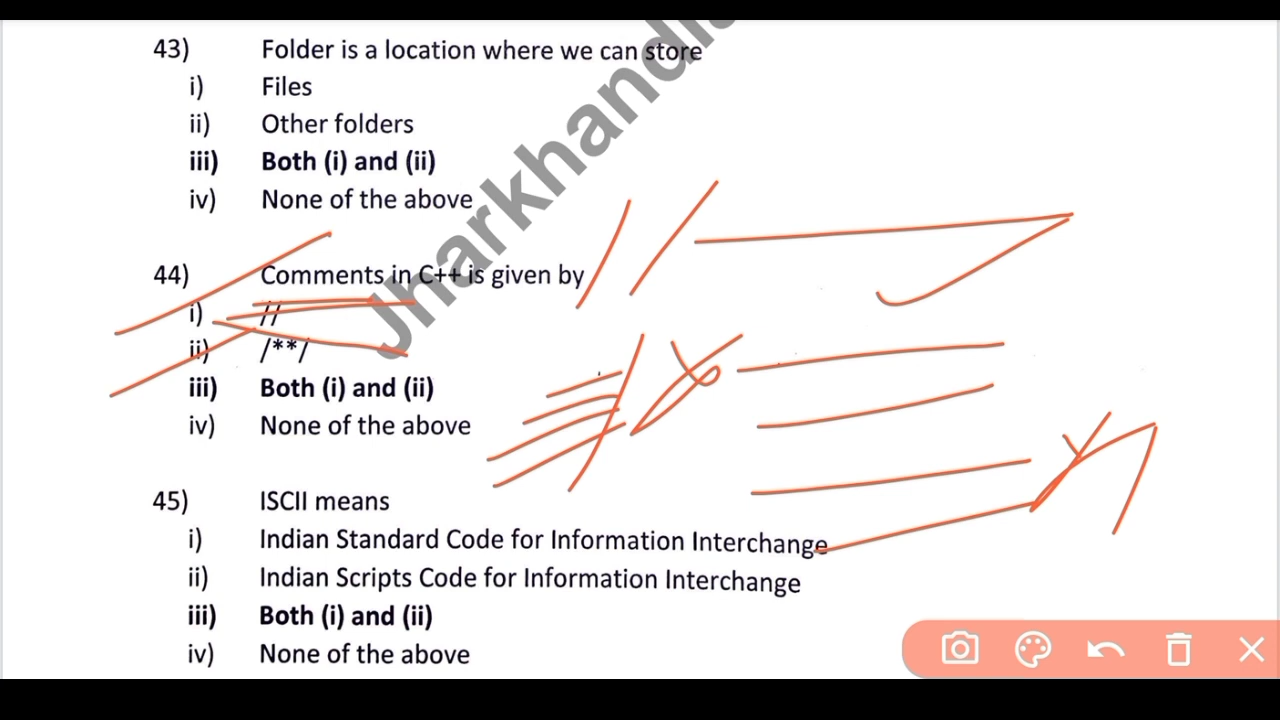 43) Folder is a location where we can store
i) Files
ii) Other folders
iii) Both (i) and (ii)
iv) None of the above
44) Comments in C++ is given by
i) //
ii) /**/
iii) Both (i) and (ii)
iv) None of the above
45) ISCII means
i) Indian Standard Code for Information Interchange
ii) Indian Scripts Code for Information Interchange
iii) Both (i) and (ii)
iv) None of the above
// 
/*
*/